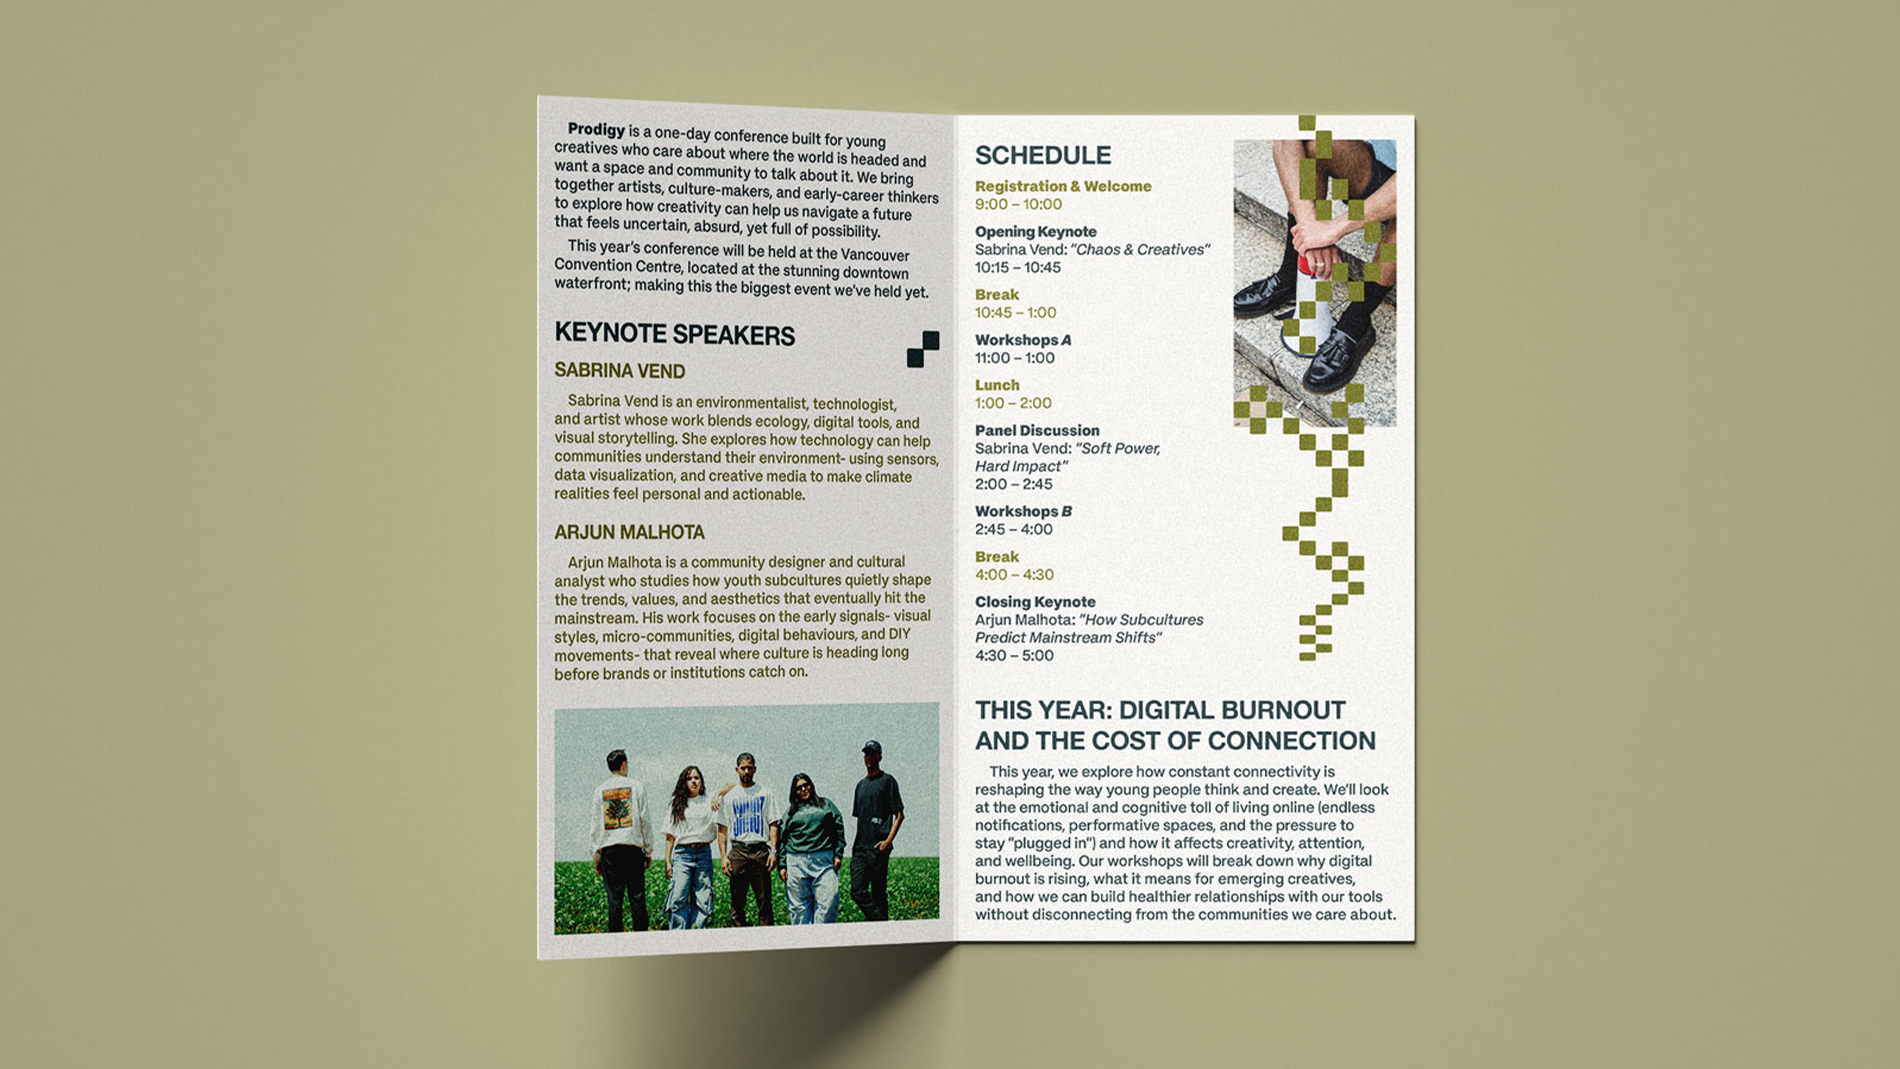 Prodigy is a one-day conference built for young
creatives who care about where the world is headed and
want a space and community to talk about it. We bring
together artists, culture-makers, and early-career thinkers
to explore how creativity can help us navigate a future
that feels uncertain, absurd, yet full of possibility.
This year's conference will be held at the Vancouver
Convention Centre, located at the stunning downtown
waterfront; making this the biggest event we've held yet.
KEYNOTE SPEAKERS
SABRINA VEND
Sabrina Vend is an environmentalist, technologist,
and artist whose work blends ecology, digital tools, and
visual storytelling. She explores how technology can help
communities understand their environment- using sensors,
data visualization, and creative media to make climate
realities feel personal and actionable.
ARJUN MALHOTA
Arjun Malhota is a community designer and cultural
analyst who studies how youth subcultures quietly shape
the trends, values, and aesthetics that eventually hit the
mainstream. His work focuses on the early signals- visual
styles, micro-communities, digital behaviours, and DIY
movements- that reveal where culture is heading long
before brands or institutions catch on.
SCHEDULE
Registration & Welcome
9:00 – 10:00
Opening Keynote
Sabrina Vend: "Chaos & Creatives"
10:15 – 10:45
Break
10:45 – 1:00
Workshops A
11:00 – 1:00
Lunch
1:00 – 2:00
Panel Discussion
Sabrina Vend: "Soft Power,
Hard Impact"
2:00 – 2:45
Workshops B
2:45 – 4:00
Break
4:00 – 4:30
Closing Keynote
Arjun Malhota: "How Subcultures
Predict Mainstream Shifts"
4:30 – 5:00
THIS YEAR: DIGITAL BURNOUT
AND THE COST OF CONNECTION
This year, we explore how constant connectivity is
reshaping the way young people think and create. We'll look
at the emotional and cognitive toll of living online (endless
notifications, performative spaces, and the pressure to
stay "plugged in") and how it affects creativity, attention,
and wellbeing. Our workshops will break down why digital
burnout is rising, what it means for emerging creatives,
and how we can build healthier relationships with our tools
without disconnecting from the communities we care about.